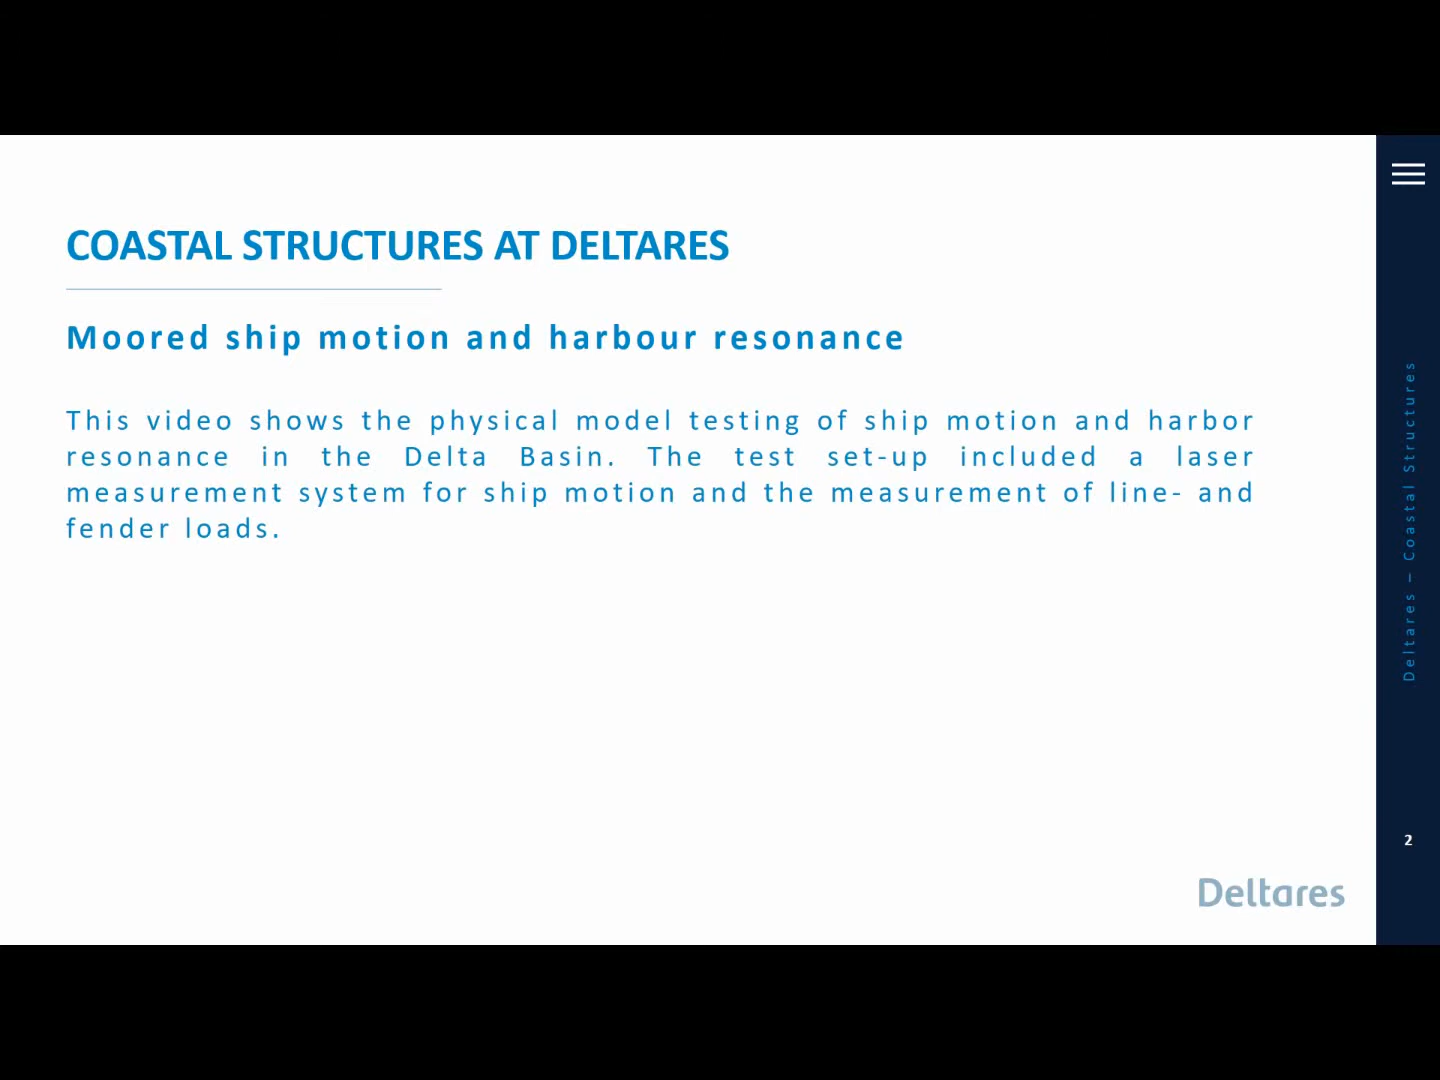 COASTAL STRUCTURES AT DELTARES
Moored ship motion and harbour resonance
This video shows the physical model testing of ship motion and harbor
resonance in the Delta Basin. The test set-up included a laser
measurement system for ship motion and the measurement of line- and
fender loads.
Deltares – Coastal Structures
2
Deltares